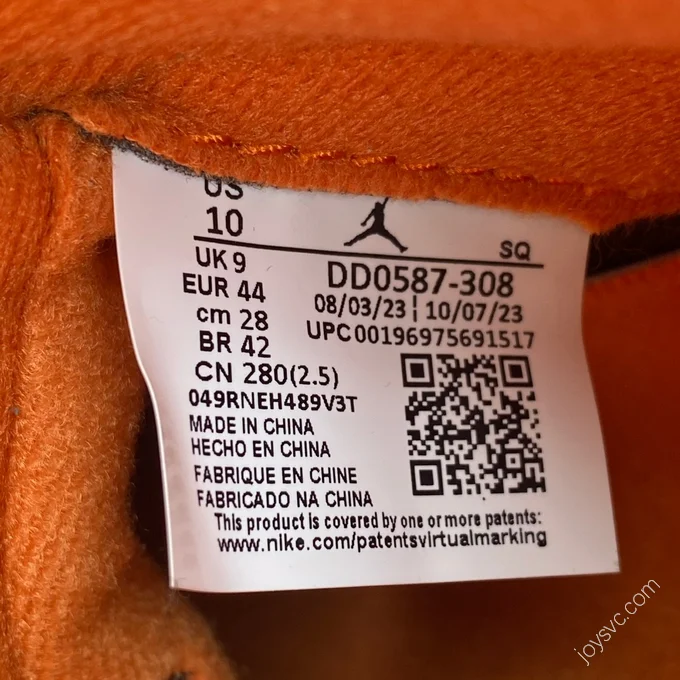 US
10
SQ
UK 9
EUR 44
cm 28
BR 42
CN 280(2.5)
DD0587-308
08/03/23 | 10/07/23
UPC00196975691517
049RNEH489V3T
MADE IN CHINA
HECHO EN CHINA
FABRIQUE EN CHINE
FABRICADO NA CHINA
This product is covered by one or more patents:
www.nike.com/patentsvirtualmarking
joysvc.com